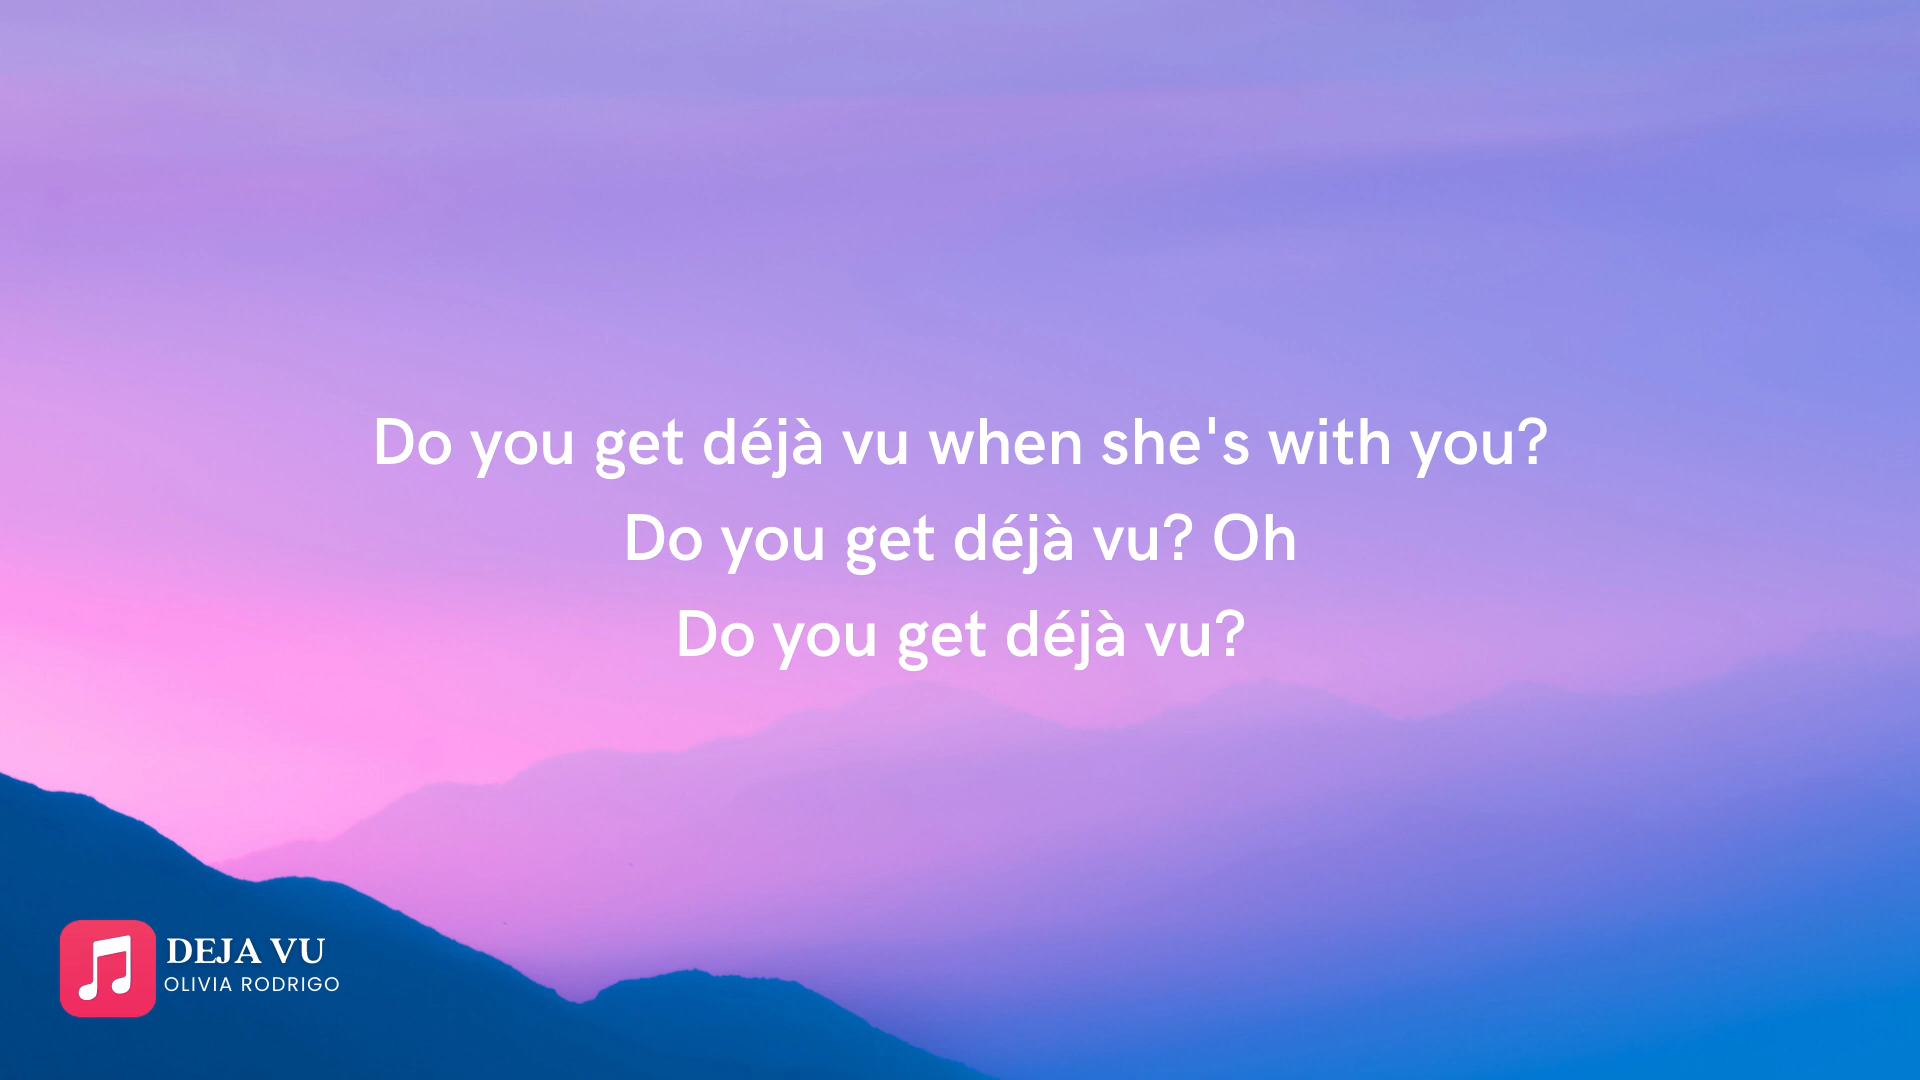 Do you get déjà vu when she's with you?
Do you get déjà vu? Oh
Do you get déjà vu?
DEJA VU
OLIVIA RODRIGO